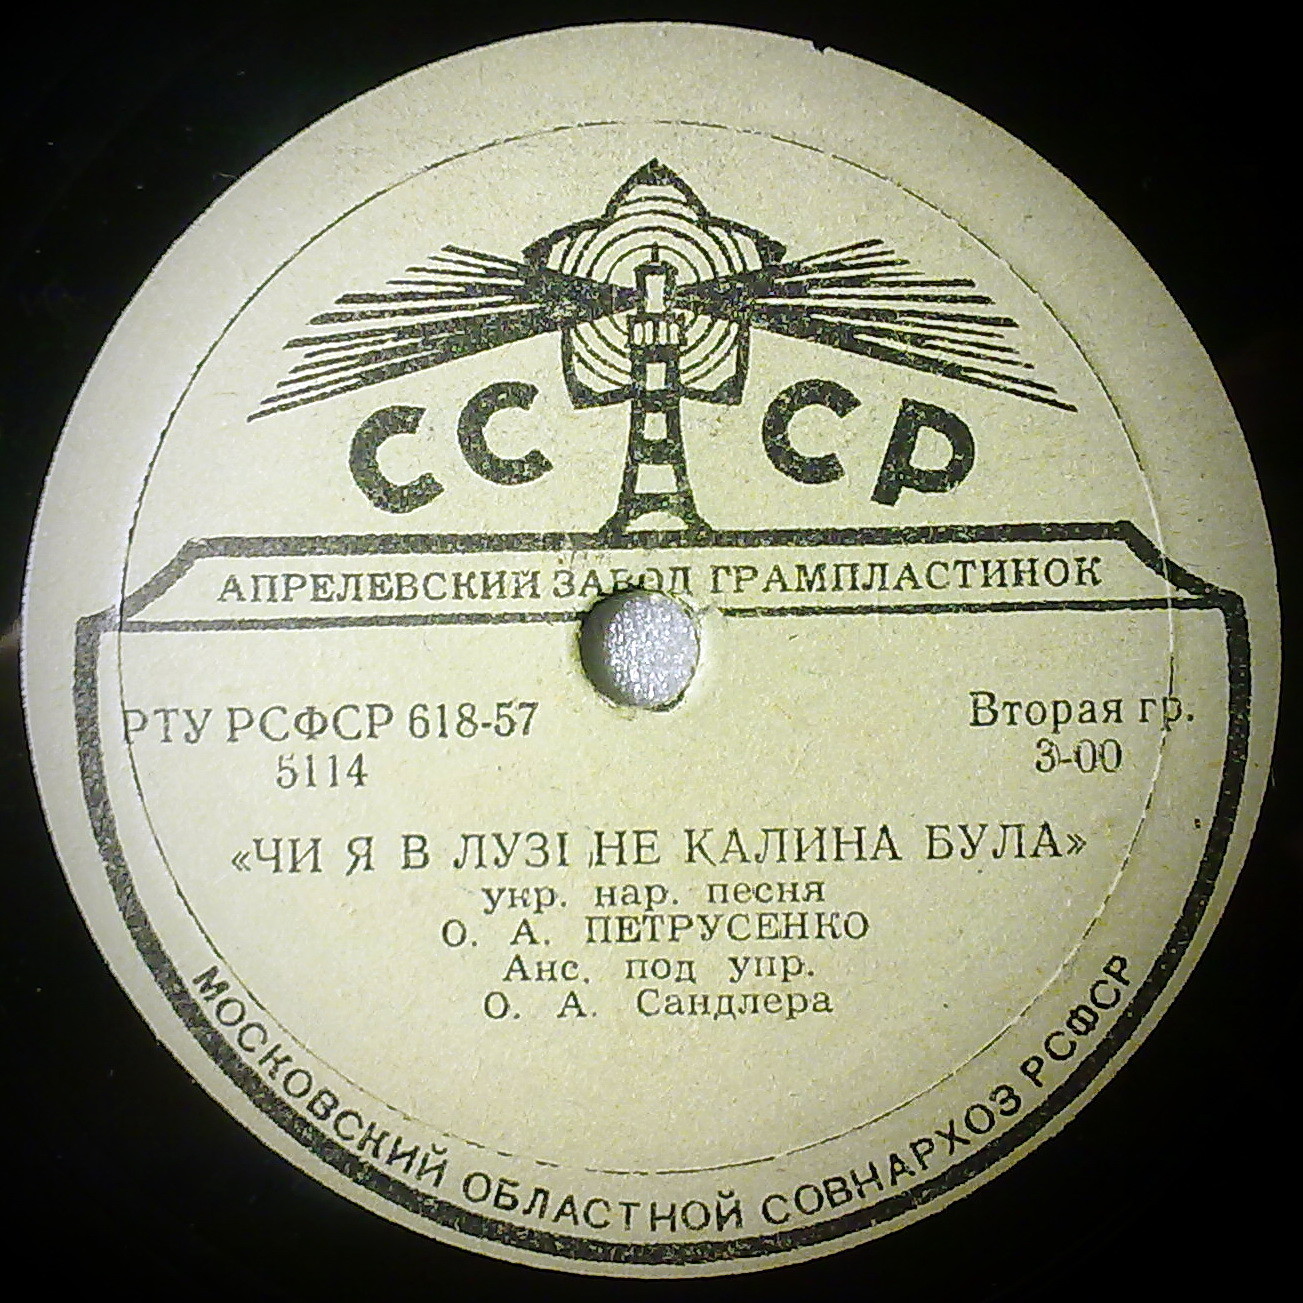 СССР
АПРЕЛЕВСКИЙ ЗАВОД ГРАМПЛАСТИНОК
РТУ РСФСР 618-57
5114
Вторая гр.
3-00
«ЧИ Я В ЛУЗІ НЕ КАЛИНА БУЛА»
укр. нар. песня
О. А. ПЕТРУСЕНКО
Анс. под упр.
О. А. Сандлера
МОСКОВСКИЙ ОБЛАСТНОЙ СОВНАРХОЗ РСФСР